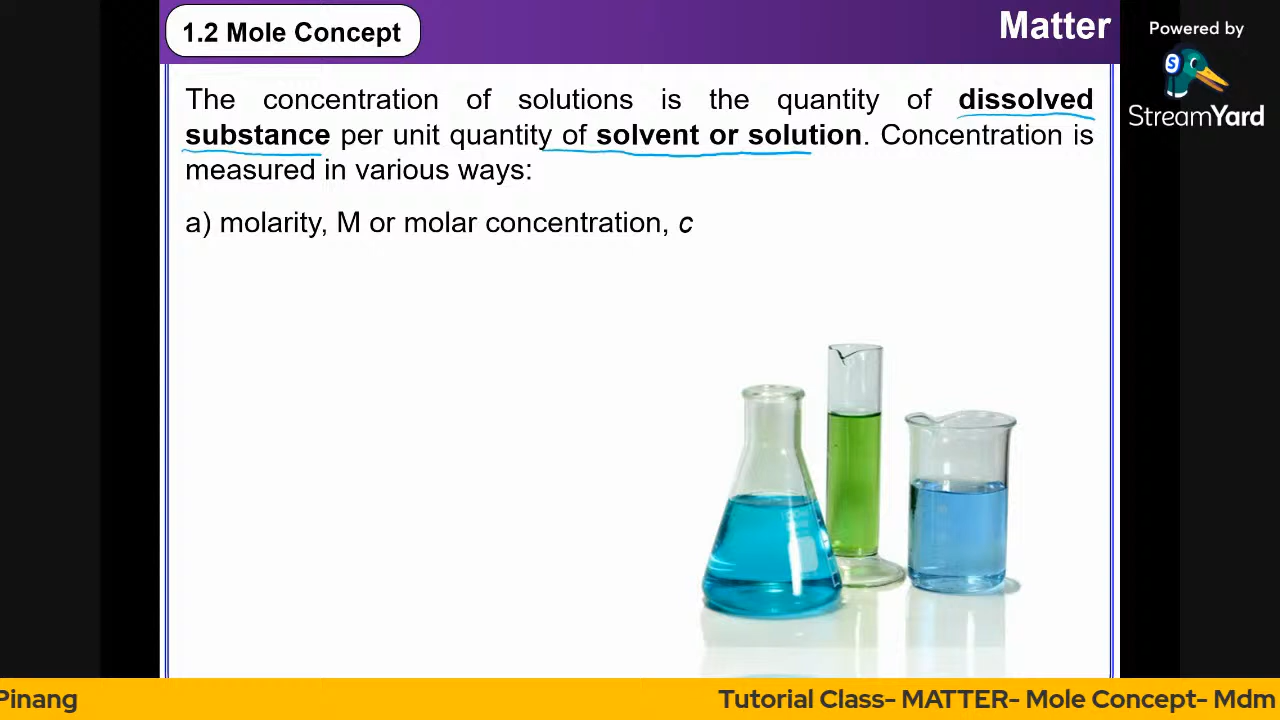 1.2 Mole Concept
Matter
Powered by
S
StreamYard
The concentration of solutions is the quantity of dissolved
substance per unit quantity of solvent or solution. Concentration is
measured in various ways:
a) molarity, M or molar concentration, c
Pinang
Tutorial Class- MATTER- Mole Concept- Mdm